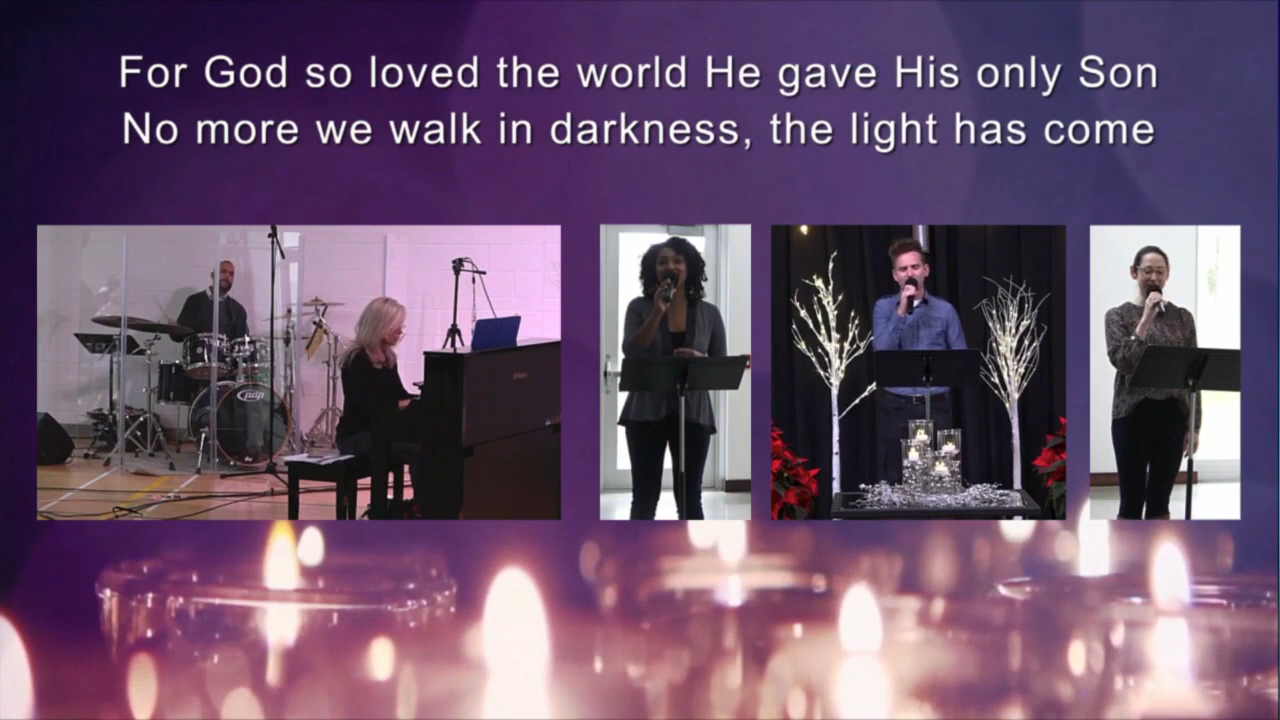 For God so loved the world He gave His only Son
No more we walk in darkness, the light has come
pdp